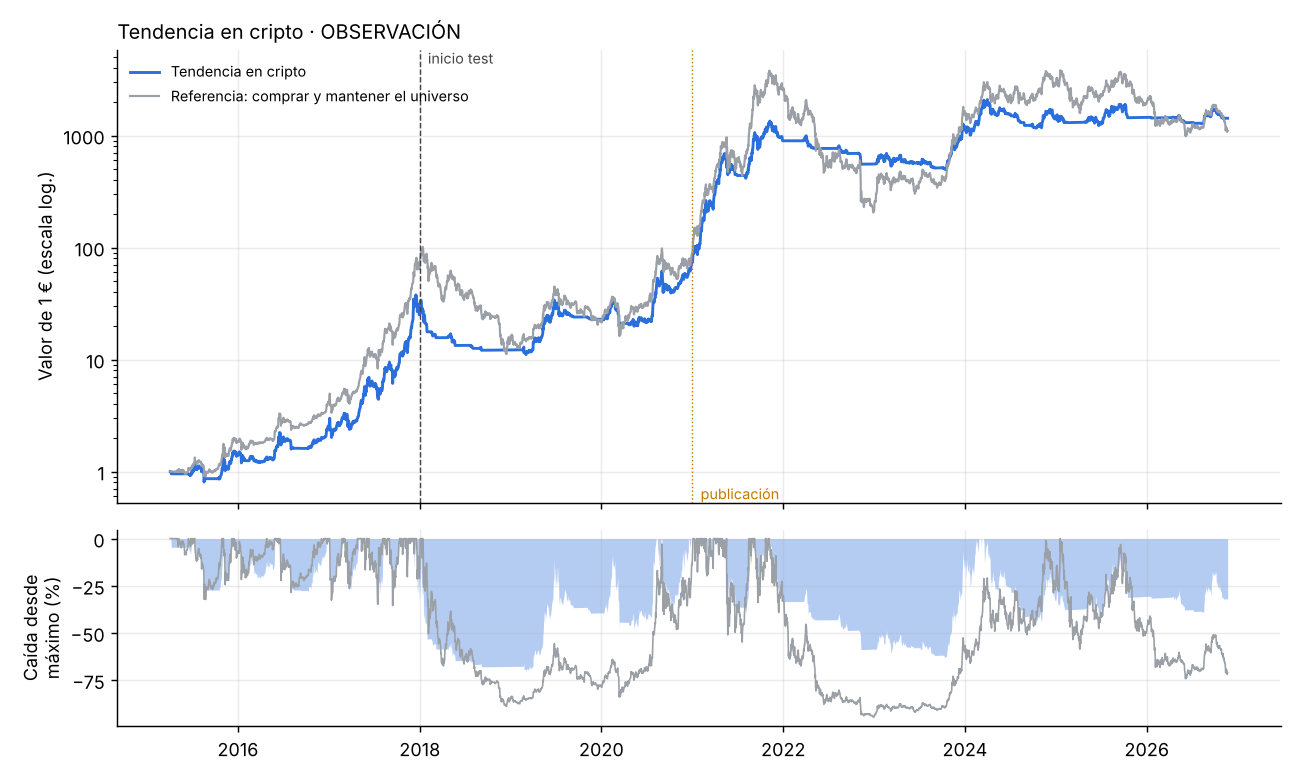 Tendencia en cripto · OBSERVACIÓN
inicio test
Tendencia en cripto
Referencia: comprar y mantener el universo
Valor de 1 € (escala log.)
1000
100
10
1
publicación
Caída desde
máximo (%)
0
−25
−50
−75
2016
2018
2020
2022
2024
2026